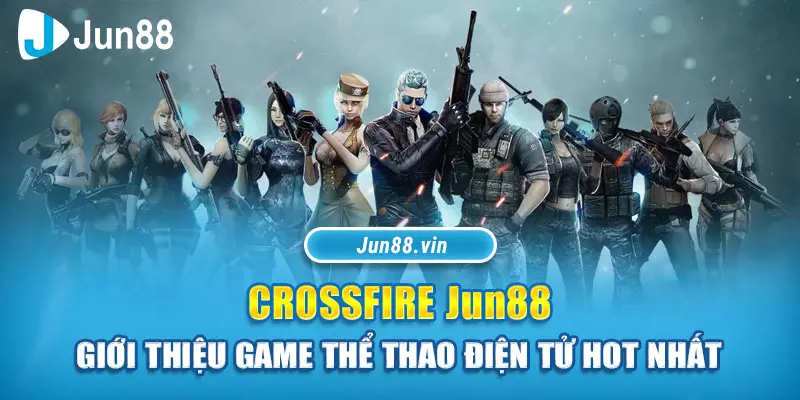 Jun88
Jun88.vin
CROSSFIRE Jun88
GIỚI THIỆU GAME THỂ THAO ĐIỆN TỬ HOT NHẤT